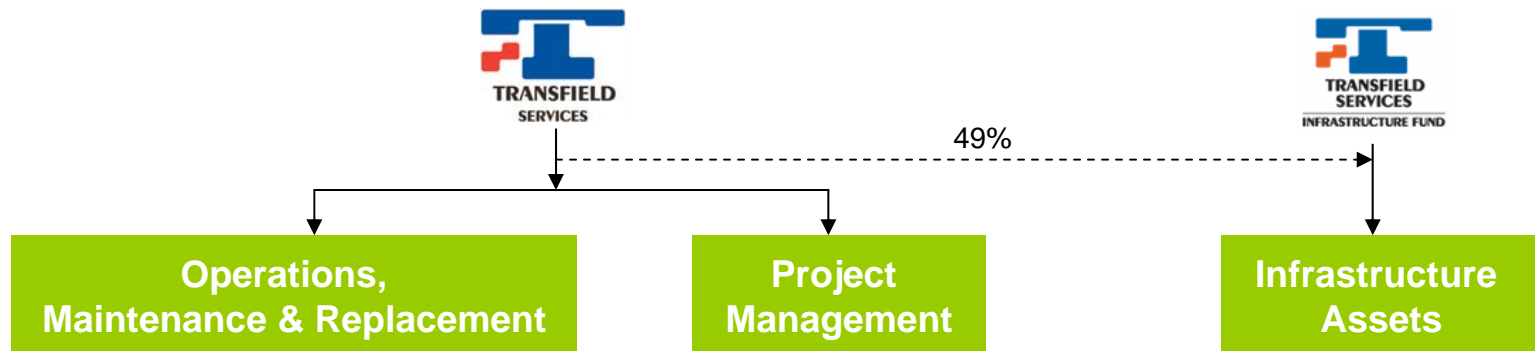 TRANSFIELD
SERVICES
TRANSFIELD
SERVICES
INFRASTRUCTURE FUND
49%
Operations,
Maintenance & Replacement
Project
Management
Infrastructure
Assets